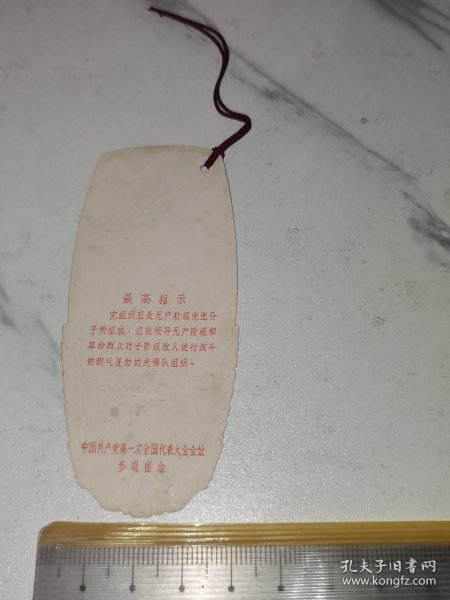 最高指示
党组织应是无产阶级先进分
子所组成，应能领导无产阶级和
革命群众对于阶级敌人进行战斗
的朝气蓬勃的先锋队组织。
中国共产党第一次全国代表大会会址
参观留念
孔夫子旧书网
www.kongfz.com